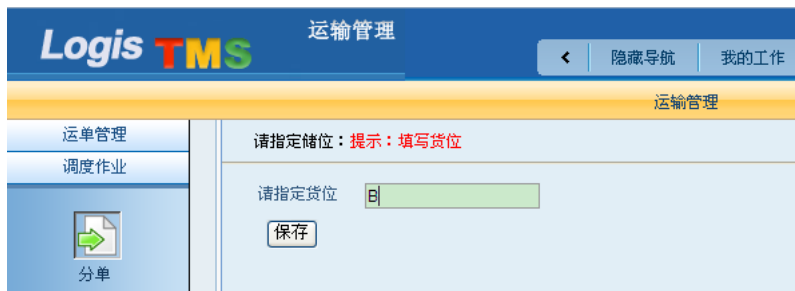 Logis TMS
运输管理
隐藏导航 我的工作
运输管理
运单管理
调度作业
分单
请指定储位：提示：填写货位
请指定货位 B
保存